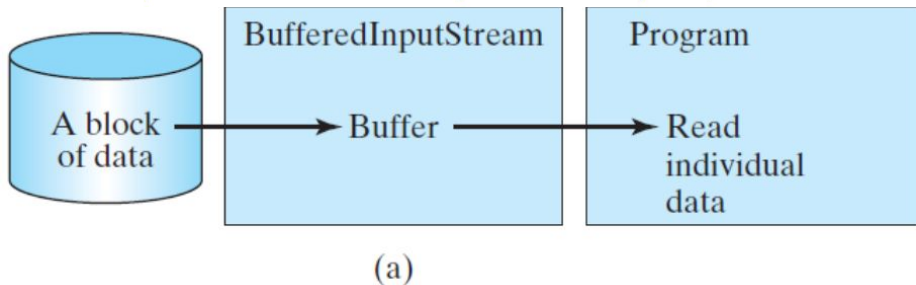 A block
of data
BufferedInputStream
Buffer
Program
Read
individual
data
(a)